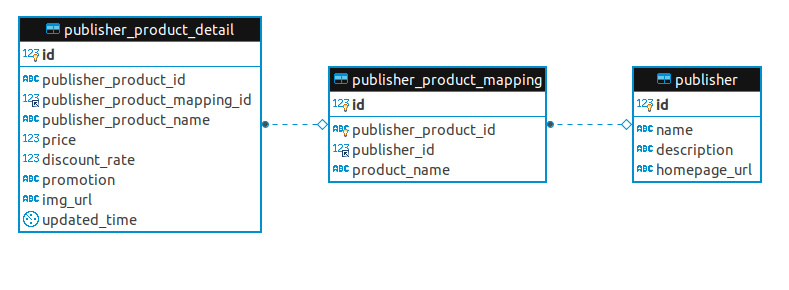 publisher_product_detail
123 id
ABC publisher_product_id
123 publisher_product_mapping_id
ABC publisher_product_name
123 price
123 discount_rate
ABC promotion
ABC img_url
updated_time
publisher_product_mapping
123 id
ABC publisher_product_id
123 publisher_id
ABC product_name
publisher
123 id
ABC name
ABC description
ABC homepage_url